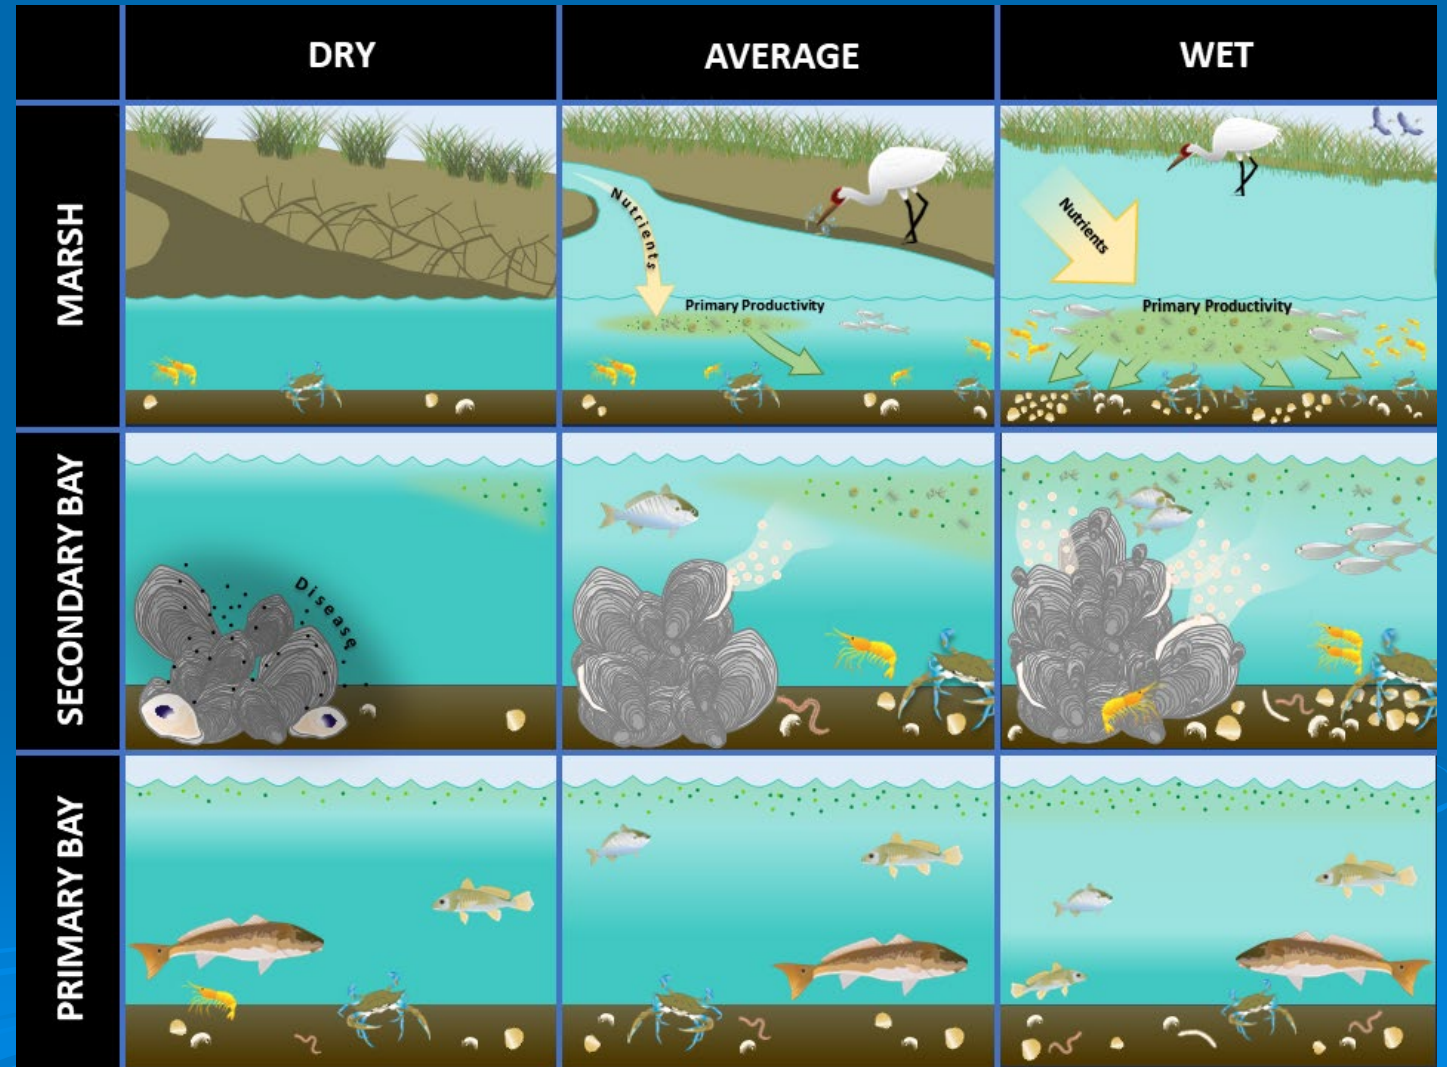 DRY
AVERAGE
WET
MARSH
Nutrients
Primary Productivity
Nutrients
Primary Productivity
SECONDARY BAY
Disease
PRIMARY BAY